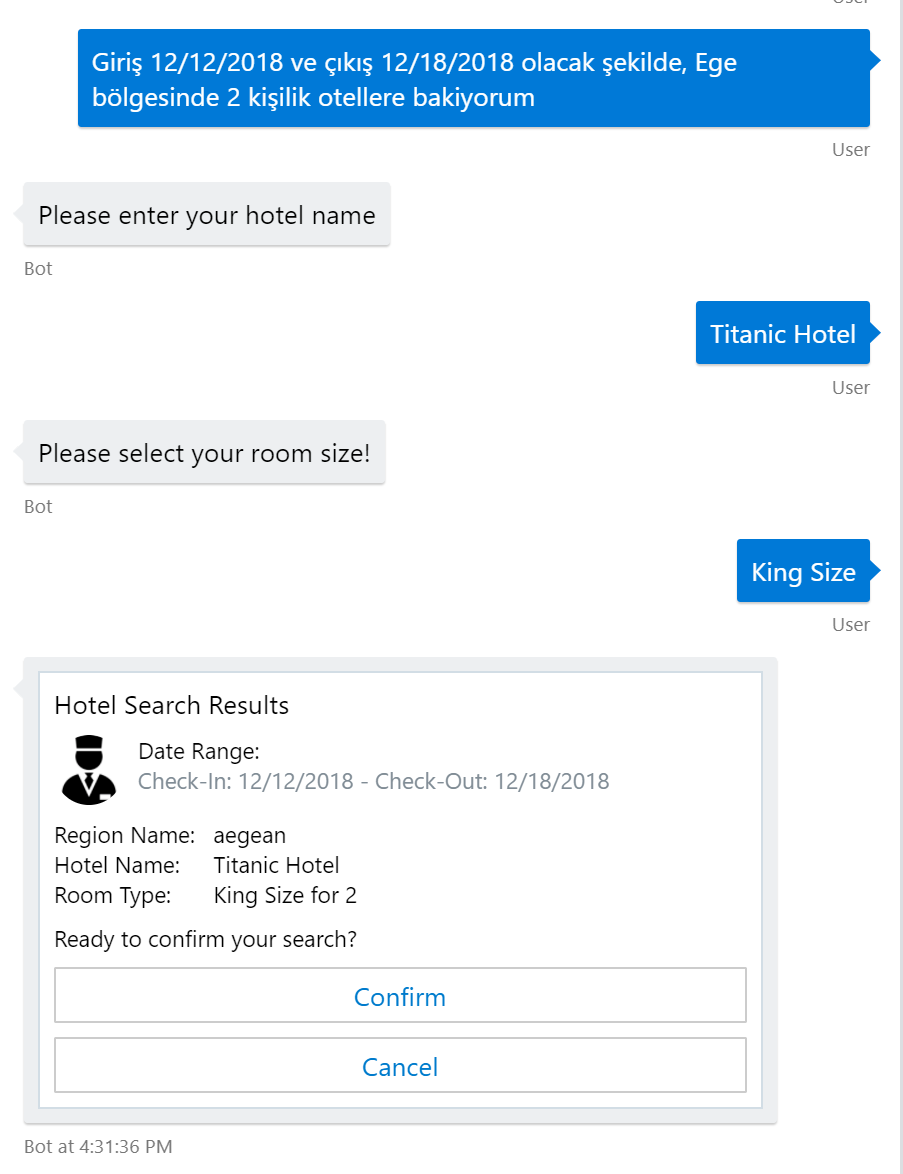 User
Giriş 12/12/2018 ve çıkış 12/18/2018 olacak şekilde, Ege
bölgesinde 2 kişilik otellere bakiyorum
User
Please enter your hotel name
Bot
Titanic Hotel
User
Please select your room size!
Bot
King Size
User
Hotel Search Results
Date Range:
Check-In: 12/12/2018 - Check-Out: 12/18/2018
Region Name: aegean
Hotel Name: Titanic Hotel
Room Type: King Size for 2
Ready to confirm your search?
Confirm
Cancel
Bot at 4:31:36 PM